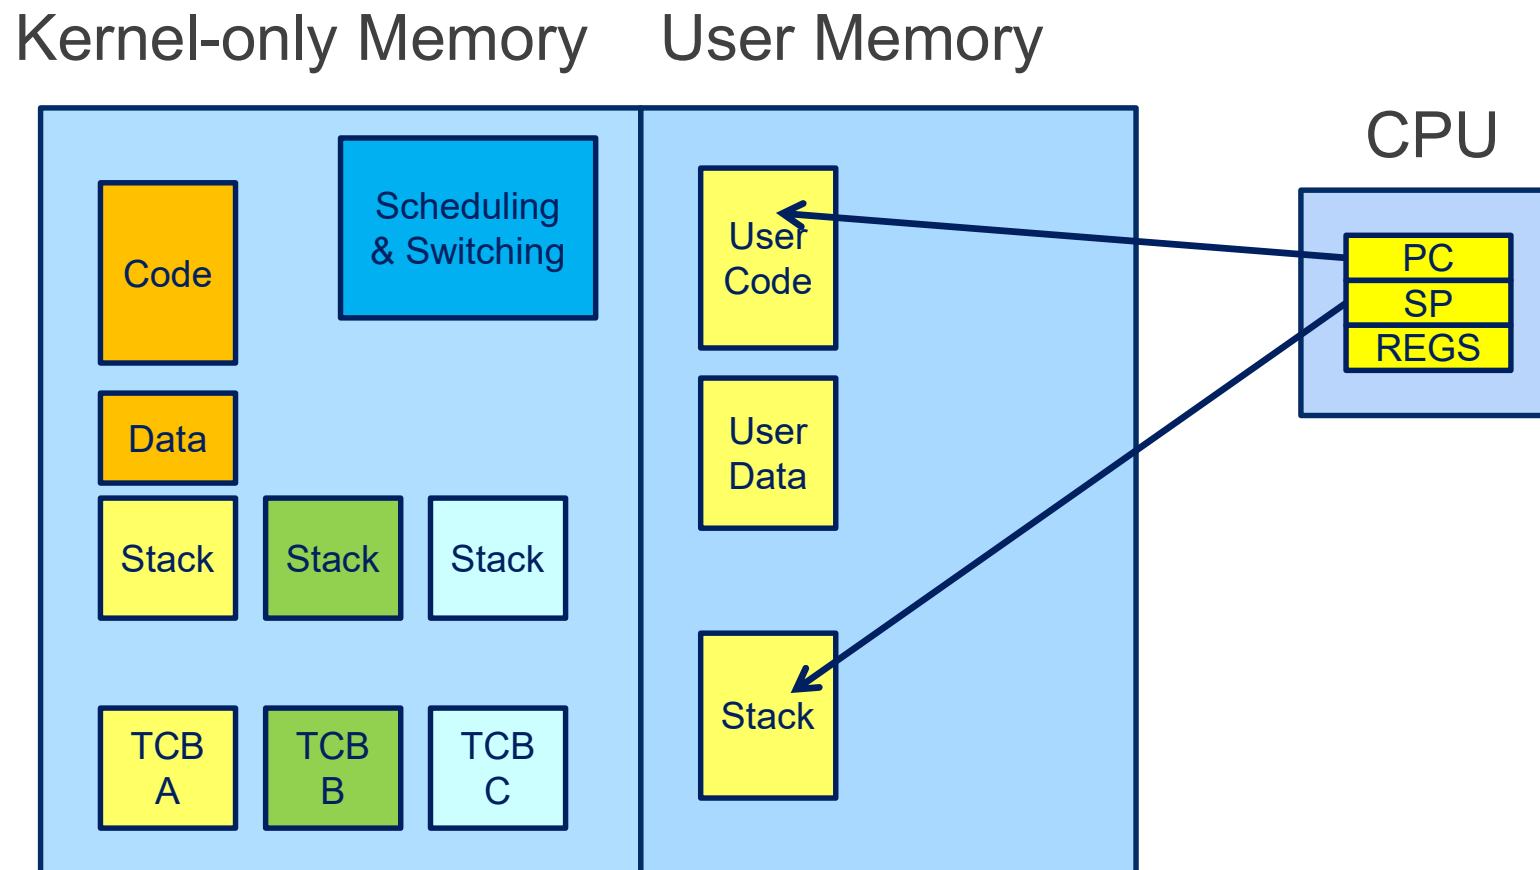 Kernel-only Memory
User Memory
CPU
Scheduling
& Switching
Code
Data
Stack
Stack
Stack
TCB
A
TCB
B
TCB
C
User
Code
User
Data
Stack
PC
SP
REGS